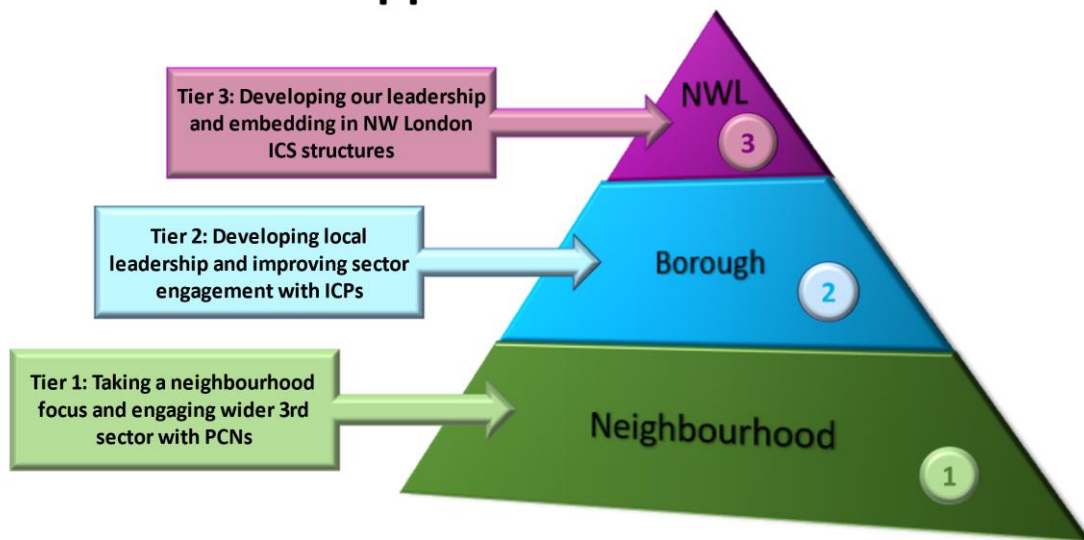 Tier 3: Developing our leadership
and embedding in NW London
ICS structures
NWL
3
Tier 2: Developing local
leadership and improving sector
engagement with ICPs
Borough
2
Tier 1: Taking a neighbourhood
focus and engaging wider 3rd
sector with PCNs
Neighbourhood
1